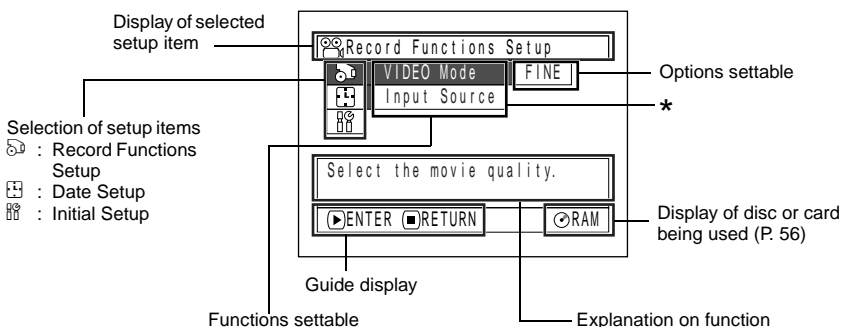 Display of selected
setup item
Record Functions Setup
VIDEO Mode
FINE
Input Source
Options settable
*
Selection of setup items
: Record Functions
Setup
: Date Setup
: Initial Setup
Select the movie quality.
ENTER RETURN
RAM
Display of disc or card
being used (P. 56)
Guide display
Functions settable
Explanation on function